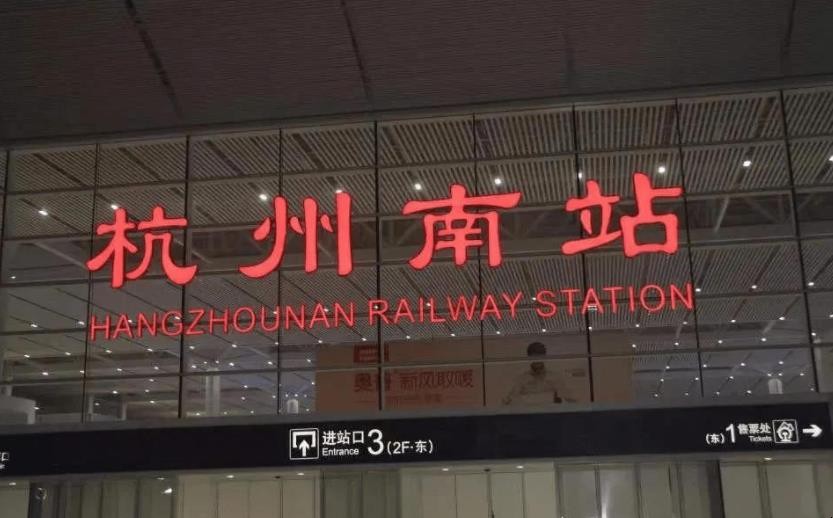 杭州南站
HANGZHOUNAN RAILWAY STATION
新风取暖
进站口 3 (2F·东)
Entrance
(东) 1 售票处
Tickets
口